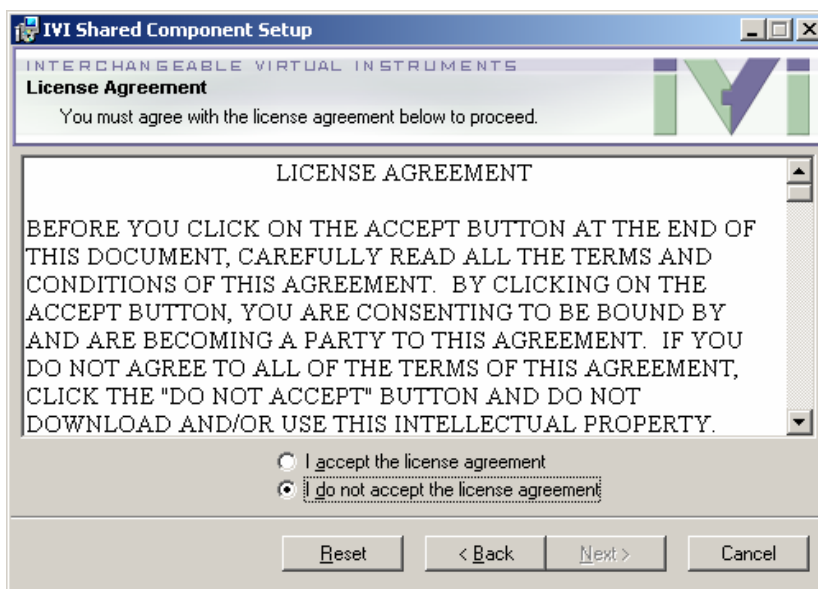 IVI Shared Component Setup
INTERCHANGEABLE VIRTUAL INSTRUMENTS
License Agreement
You must agree with the license agreement below to proceed.
IVI
LICENSE AGREEMENT
BEFORE YOU CLICK ON THE ACCEPT BUTTON AT THE END OF
THIS DOCUMENT, CAREFULLY READ ALL THE TERMS AND
CONDITIONS OF THIS AGREEMENT.  BY CLICKING ON THE
ACCEPT BUTTON, YOU ARE CONSENTING TO BE BOUND BY
AND ARE BECOMING A PARTY TO THIS AGREEMENT.  IF YOU
DO NOT AGREE TO ALL OF THE TERMS OF THIS AGREEMENT,
CLICK THE "DO NOT ACCEPT" BUTTON AND DO NOT
DOWNLOAD AND/OR USE THIS INTELLECTUAL PROPERTY.
I accept the license agreement
I do not accept the license agreement
Reset < Back Next > Cancel